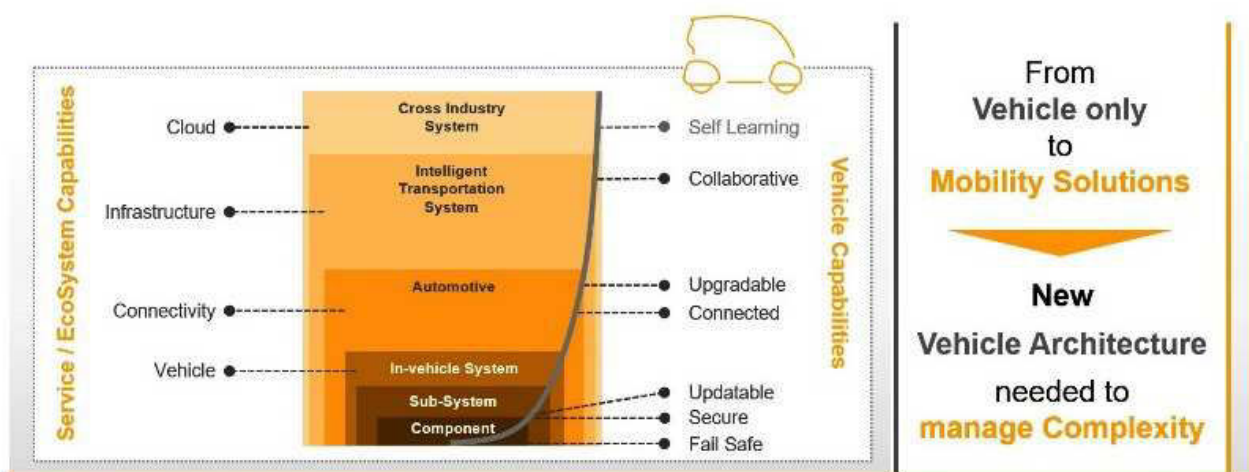 Service / EcoSystem Capabilities
Cloud
Infrastructure
Connectivity
Vehicle
Cross Industry
System
Intelligent
Transportation
System
Automotive
In-vehicle System
Sub-System
Component
Self Learning
Collaborative
Upgradable
Connected
Updatable
Secure
Fall Safe
Vehicle Capabilities
From
Vehicle only
to
Mobility Solutions
New
Vehicle Architecture
needed to
manage Complexity